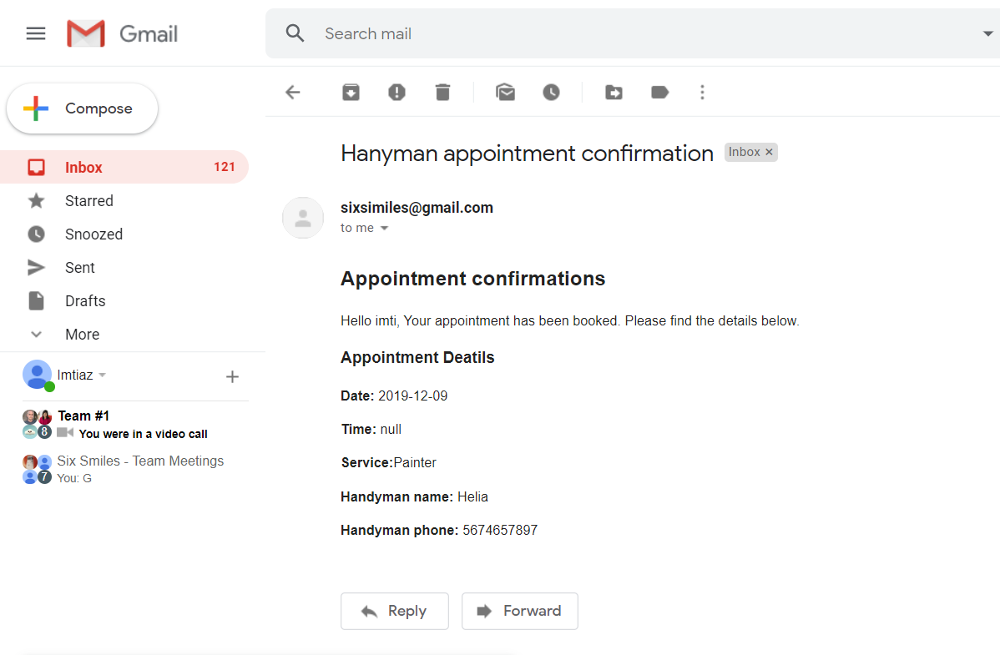 Gmail
Search mail
Compose
Hanyman appointment confirmation Inbox ×
Inbox 121
Starred
Snoozed
Sent
Drafts
More
sixsimiles@gmail.com
to me
Appointment confirmations
Hello imti, Your appointment has been booked. Please find the details below.
Appointment Deatils
Date: 2019-12-09
Time: null
Service:Painter
Handyman name: Helia
Handyman phone: 5674657897
Imtiaz
Team #1
8 You were in a video call
Six Smiles - Team Meetings
7 You: G
Reply Forward